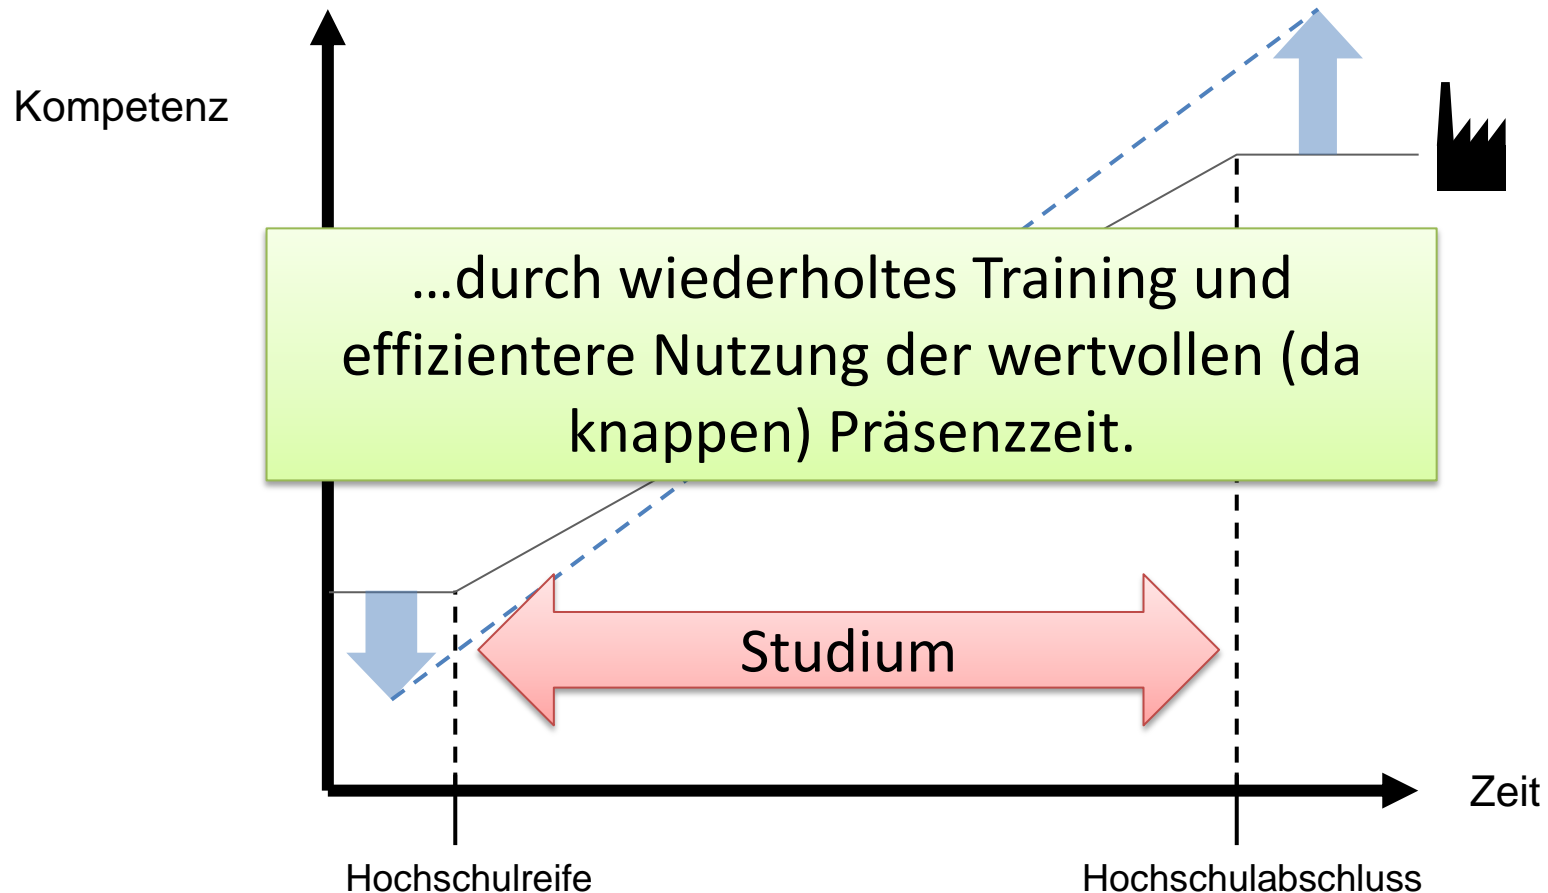 Kompetenz
…durch wiederholtes Training und
effizientere Nutzung der wertvollen (da
knappen) Präsenzzeit.
Studium
Zeit
Hochschulreife
Hochschulabschluss